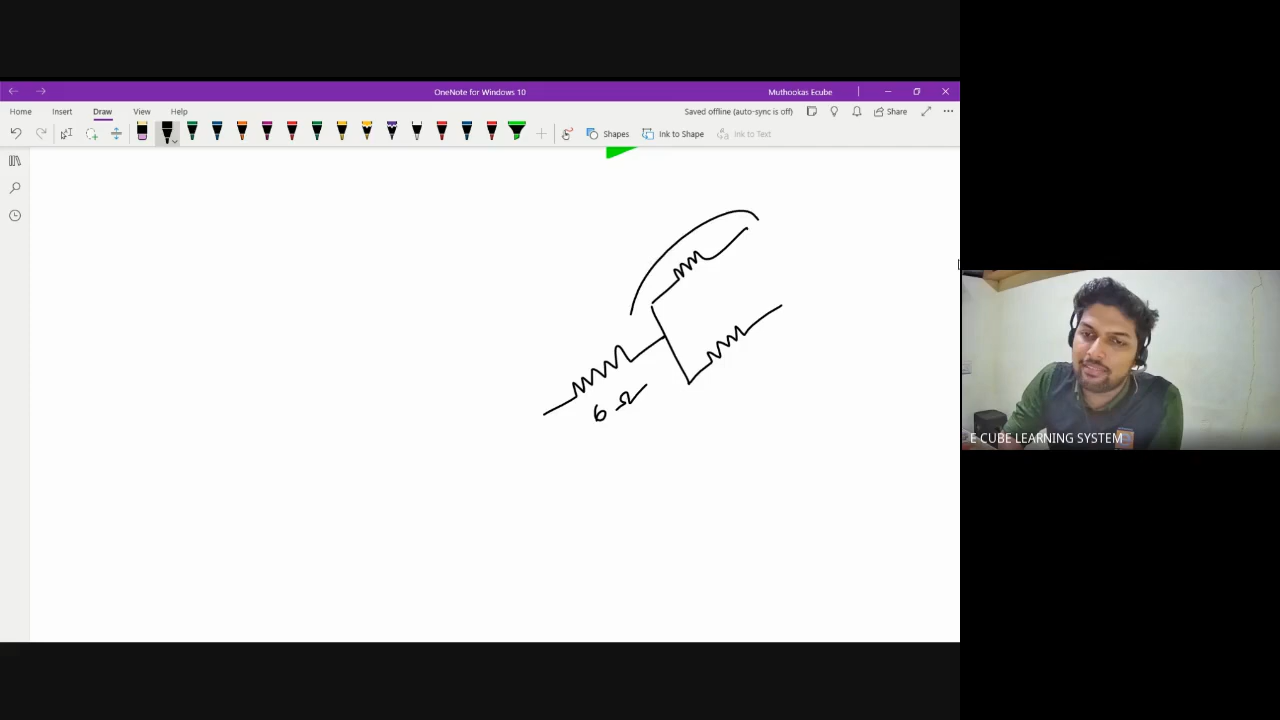 OneNote for Windows 10
Muthookas Ecube
Home Insert Draw View Help
Saved offline (auto-sync is off)
Share
Shapes
Ink to Shape
Ink to Text
6 Ω
E CUBE LEARNING SYSTEM